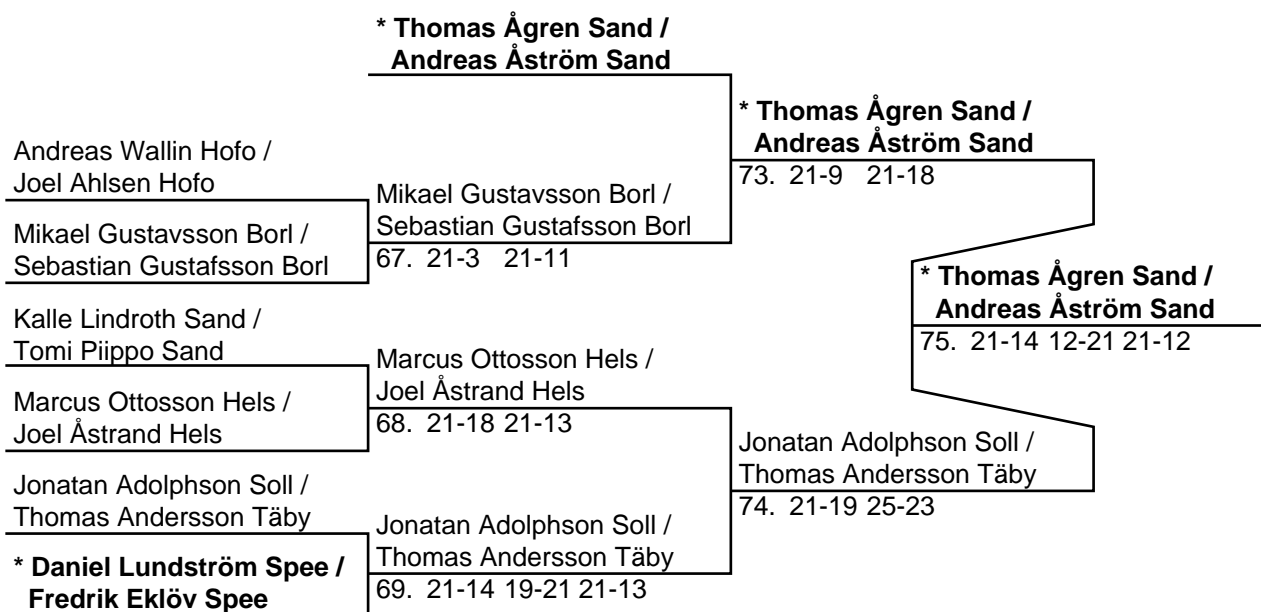 * Thomas Ågren Sand /
Andreas Åström Sand
* Thomas Ågren Sand /
Andreas Åström Sand
73. 21-9 21-18
Andreas Wallin Hofo /
Joel Ahlsen Hofo
Mikael Gustavsson Borl /
Sebastian Gustafsson Borl
67. 21-3 21-11
Mikael Gustavsson Borl /
Sebastian Gustafsson Borl
* Thomas Ågren Sand /
Andreas Åström Sand
75. 21-14 12-21 21-12
Kalle Lindroth Sand /
Tomi Piippo Sand
Marcus Ottosson Hels /
Joel Åstrand Hels
68. 21-18 21-13
Marcus Ottosson Hels /
Joel Åstrand Hels
Jonatan Adolphson Soll /
Thomas Andersson Täby
74. 21-19 25-23
Jonatan Adolphson Soll /
Thomas Andersson Täby
Jonatan Adolphson Soll /
Thomas Andersson Täby
69. 21-14 19-21 21-13
* Daniel Lundström Spee /
Fredrik Eklöv Spee